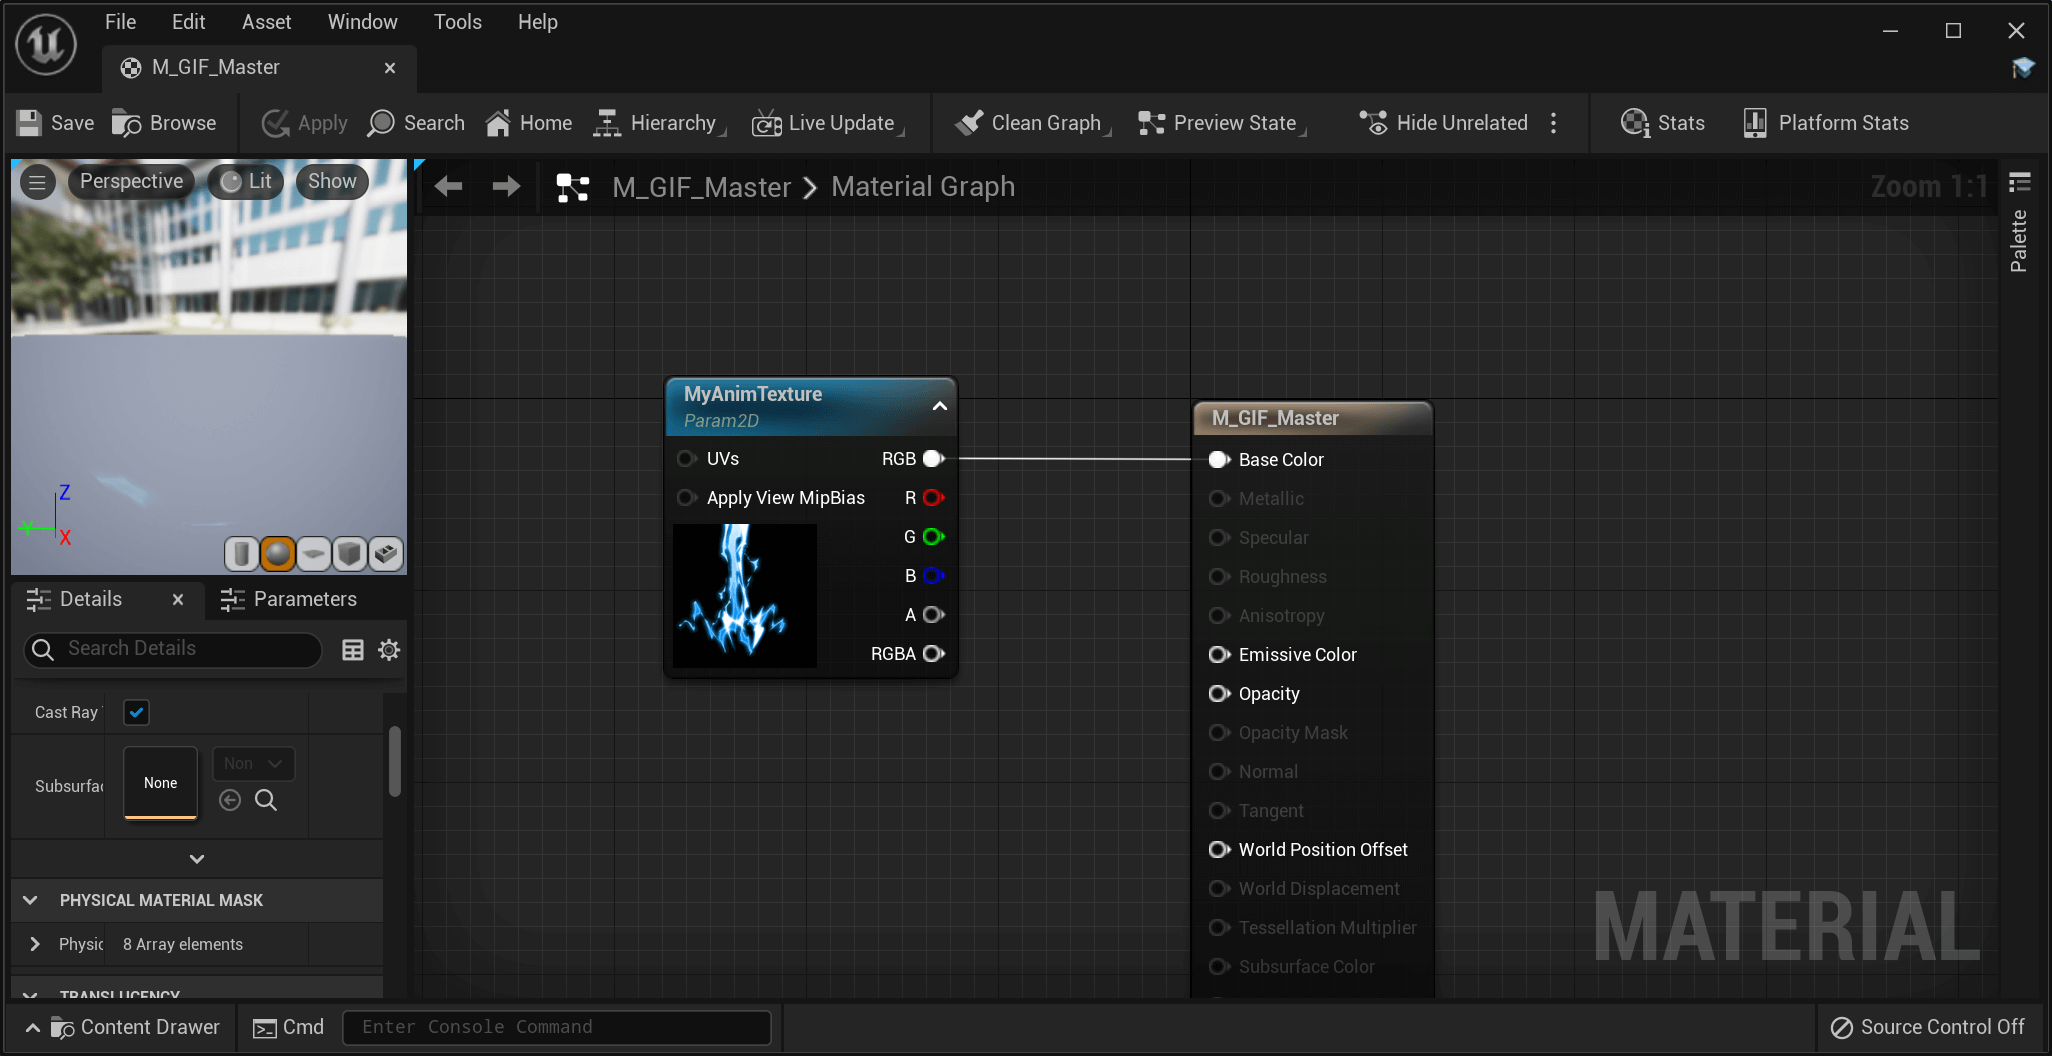 File Edit Asset Window Tools Help
M_GIF_Master
Save Browse Apply Search Home Hierarchy Live Update Clean Graph Preview State Hide Unrelated Stats Platform Stats
Perspective Lit Show
M_GIF_Master Material Graph
Zoom 1:1
Palette
Z
Y
X
MyAnimTexture
Param2D
UVs RGB
Apply View MipBias R
G
B
A
RGBA
M_GIF_Master
Base Color
Metallic
Specular
Roughness
Anisotropy
Emissive Color
Opacity
Opacity Mask
Normal
Tangent
World Position Offset
World Displacement
Tessellation Multiplier
Subsurface Color
MATERIAL
Details Parameters
Search Details
Cast Ray
Subsurfac
None
Non
PHYSICAL MATERIAL MASK
Physic 8 Array elements
TRANSLUCENCY
Content Drawer Cmd Enter Console Command Source Control Off